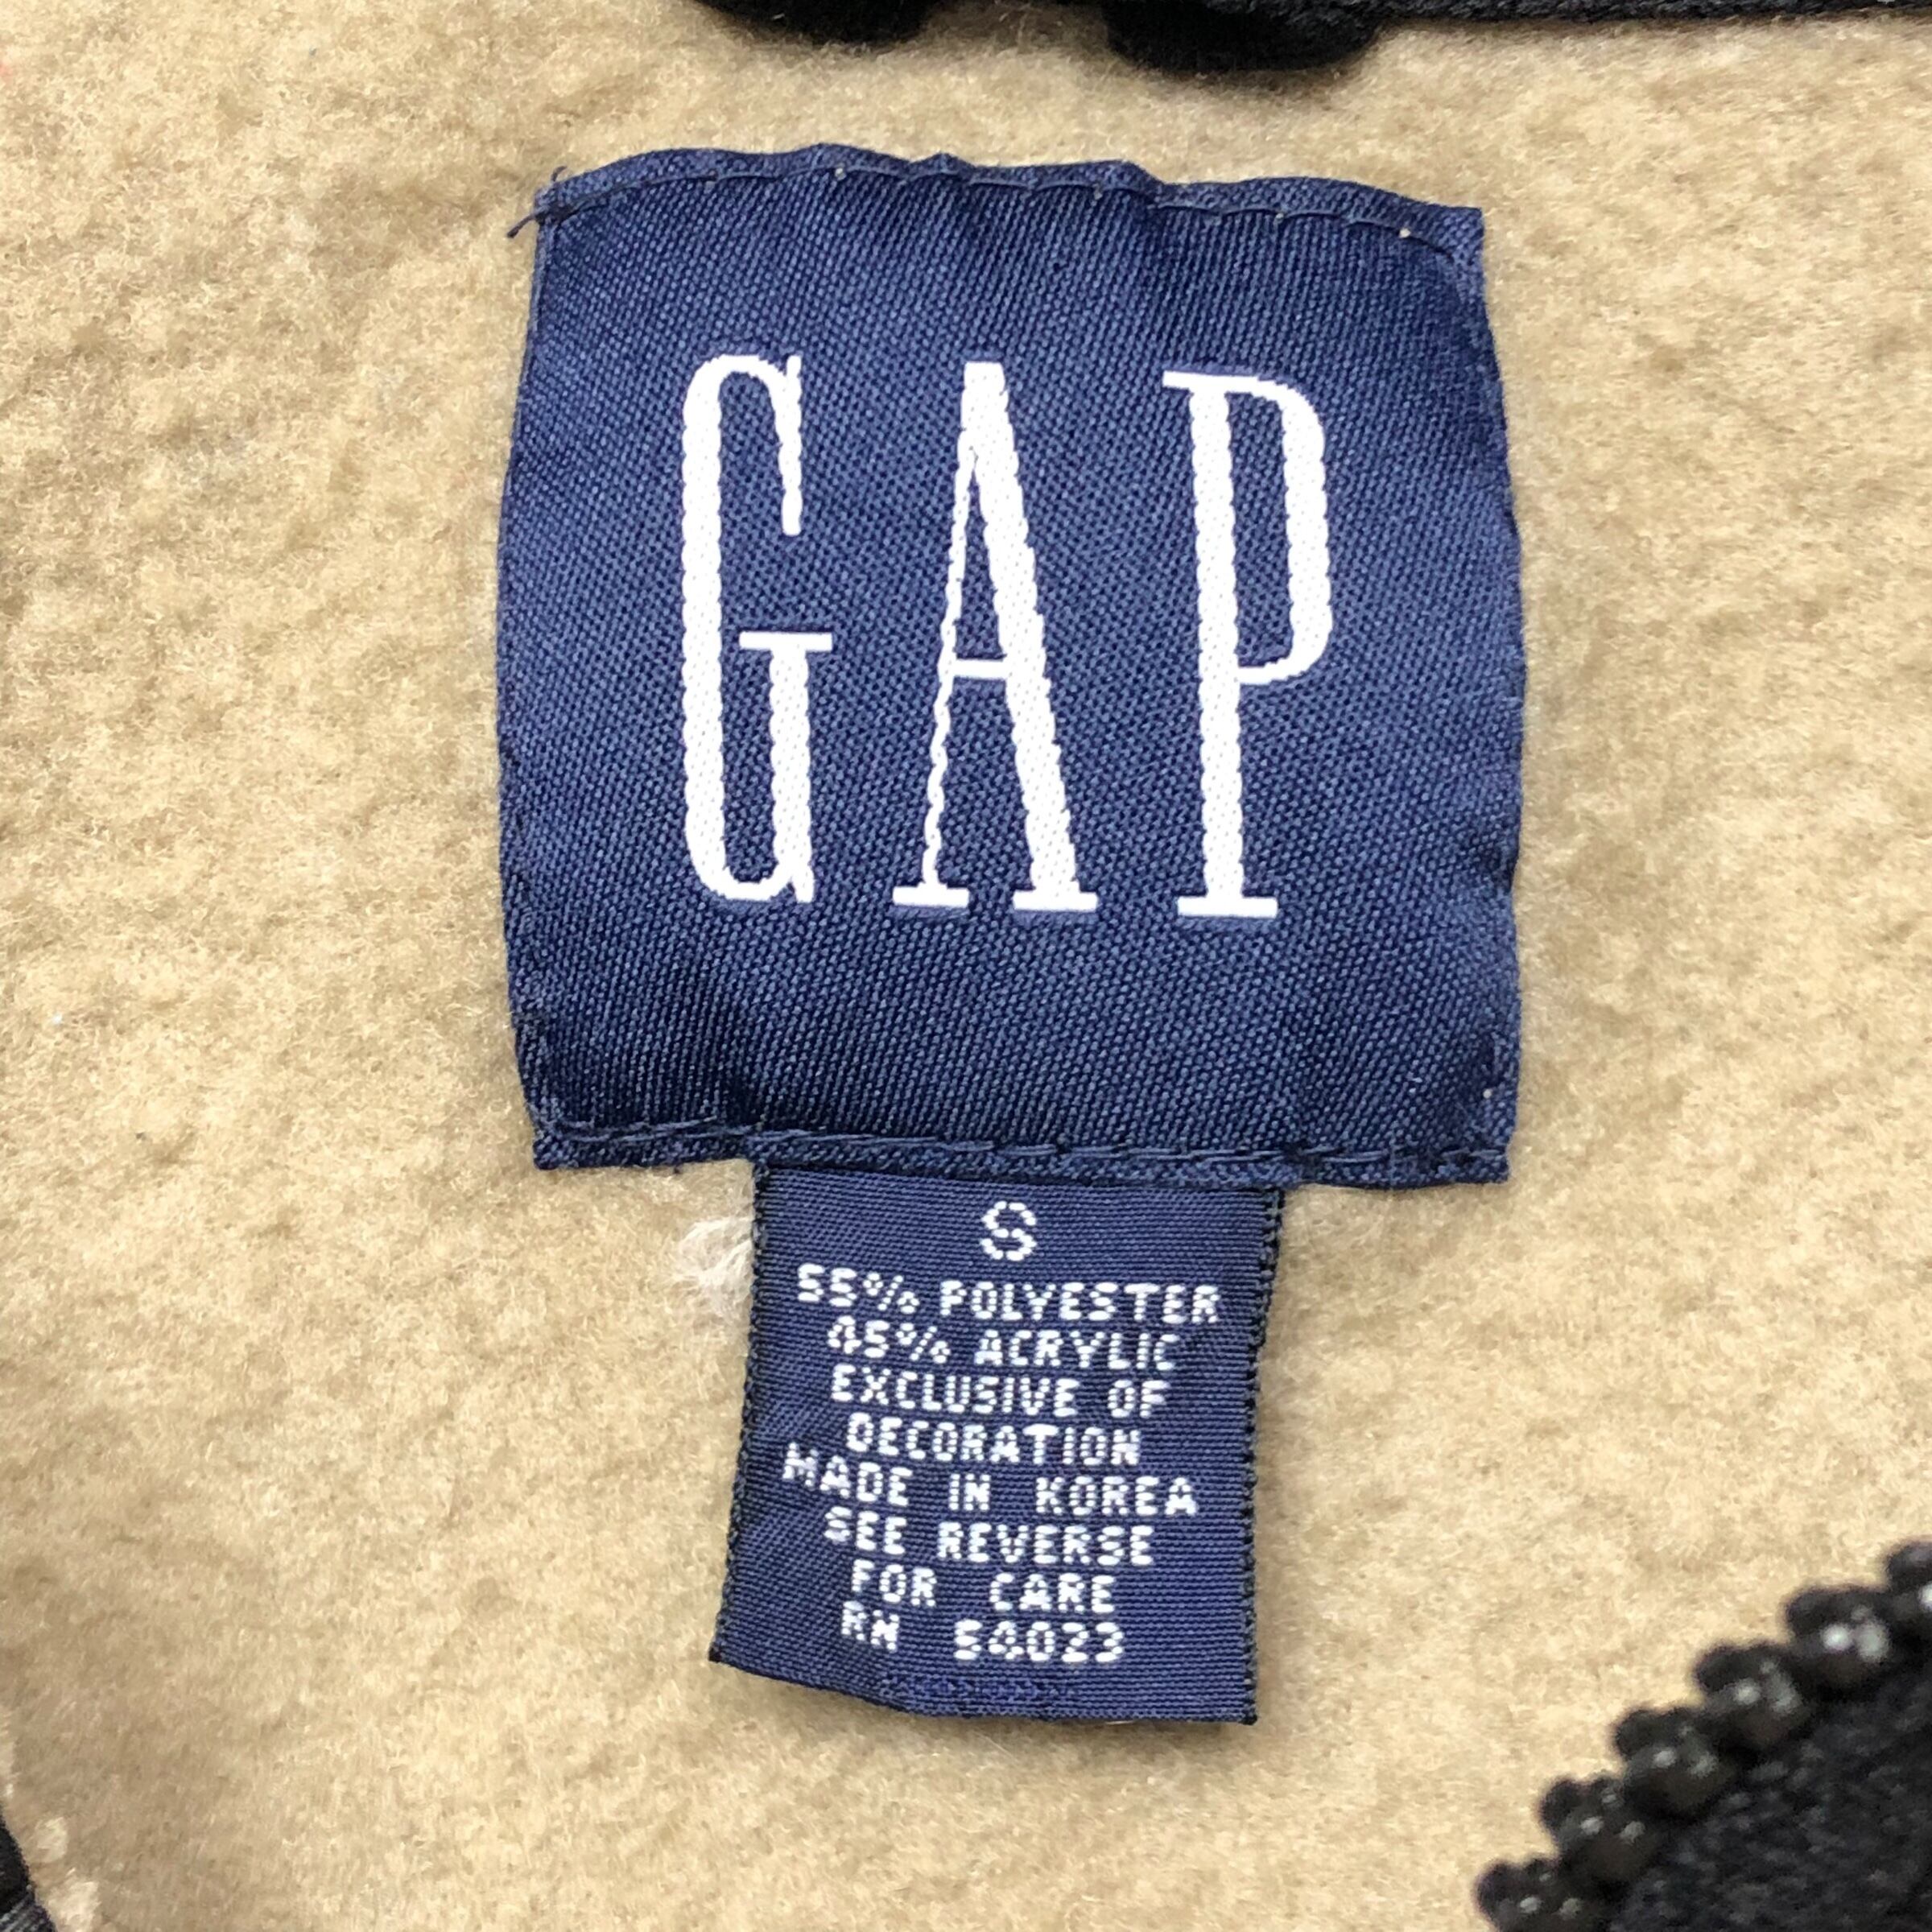 GAP
S
55% POLYESTER
45% ACRYLIC
EXCLUSIVE OF
DECORATION
MADE IN KOREA
SEE REVERSE
FOR CARE
RN 54023